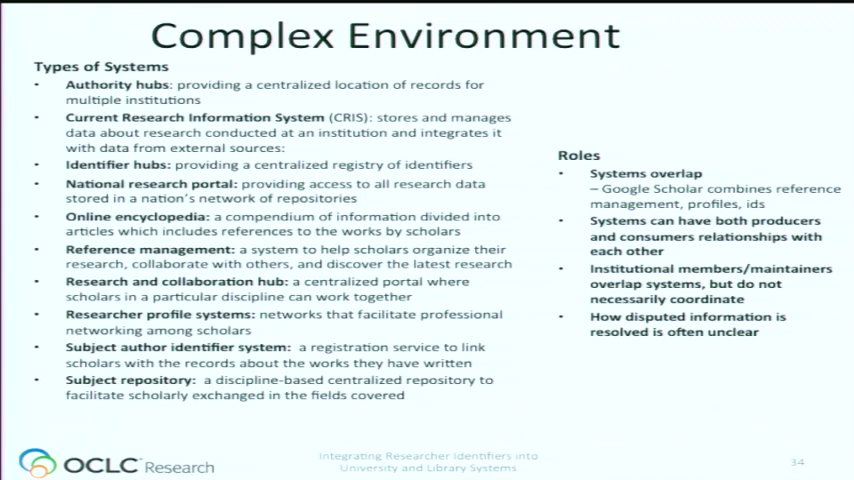 Complex Environment
Types of Systems
• Authority hubs: providing a centralized location of records for
multiple institutions
• Current Research Information System (CRIS): stores and manages
data about research conducted at an institution and integrates it
with data from external sources:
• Identifier hubs: providing a centralized registry of identifiers
• National research portal: providing access to all research data
stored in a nation's network of repositories
• Online encyclopedia: a compendium of information divided into
articles which includes references to the works by scholars
• Reference management: a system to help scholars organize their
research, collaborate with others, and discover the latest research
• Research and collaboration hub: a centralized portal where
scholars in a particular discipline can work together
• Researcher profile systems: networks that facilitate professional
networking among scholars
• Subject author identifier system: a registration service to link
scholars with the records about the works they have written
• Subject repository: a discipline-based centralized repository to
facilitate scholarly exchanged in the fields covered
Roles
• Systems overlap
– Google Scholar combines reference
management, profiles, ids
• Systems can have both producers
and consumers relationships with
each other
• Institutional members/maintainers
overlap systems, but do not
necessarily coordinate
• How disputed information is
resolved is often unclear
OCLC Research
Integrating Researcher Identifiers into
University and Library Systems
34